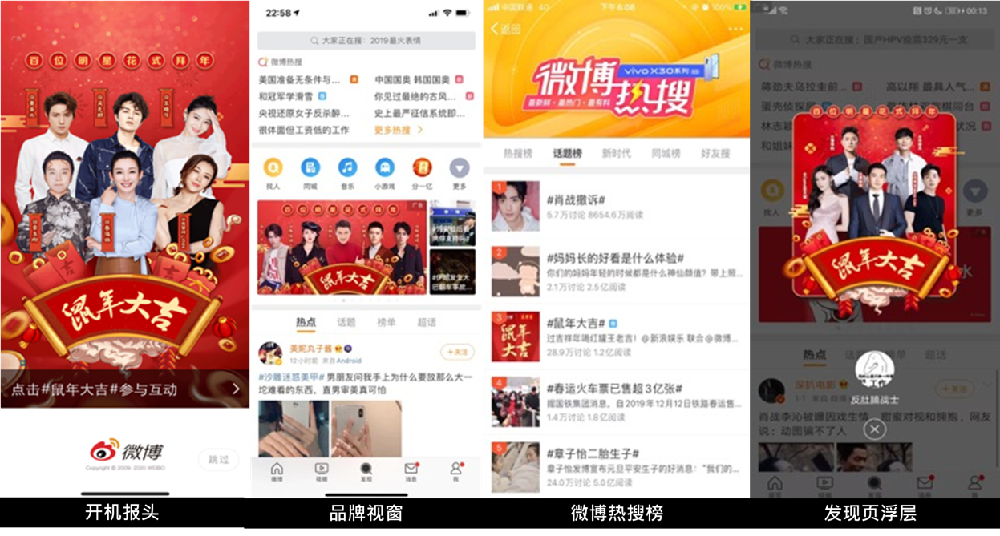 百位明星花式拜年
鼠年大吉
点击#鼠年大吉#参与互动
微博
Copyright © 2009-2020 WEIBO
跳过
开机报头
22:58
大家正在搜：2019最火表情
微博热搜
美国准备无条件与...
中国国奥 韩国国奥
和冠军学滑雪
你见过最绝的古风...
央视还原女子反杀醉...
史上最严征信系统即...
很体面但工资低的工作
更多热搜
找人
同城
音乐
小游戏
分一亿
更多
百位明星花式拜年
广告
鼠年大吉
热点
话题
榜单
超话
美妮丸子酱
12小时前 来自Android
+关注
#沙雕迷惑美甲# 男朋友问我手上为什么要放那么大一
坨难看的东西，直男审美真可怕
微博
视频
发现
消息
我
品牌视窗
下午6:08
100%
返回
微博热搜
vivo X30系列
最新鲜·最热门·最有料
热搜榜
话题榜
新时代
同城榜
好友搜
1
#肖战撤诉#
5.7万讨论 8654.6万阅读
2
#妈妈长的好看是什么体验#
你们的妈妈年轻的时候都是什么神仙颜值？带上照...
2.1万讨论 2.5亿阅读
3
鼠年大吉
#鼠年大吉#
过吉祥年喝红罐王老吉！@新浪娱乐 联合@微博...
28.9万讨论 1.2亿阅读
4
#春运火车票已售超3亿张#
据国铁集团消息，自2019年12月12日铁路春运售...
1.4万讨论 1.8亿阅读
5
#章子怡二胎生子#
章子怡发博宣布元旦平安生子的好消息：“我们的...
24.0万讨论 5.0亿阅读
微博热搜榜
00:13
大家正在搜：国产HPV疫苗329元一支
微博热搜
蒋劲夫乌拉圭前...
高以翔 最具人气...
百位明星花式拜年
鼠年大吉
找人
更多
热点
超话
深扒电影
+关注
反肚腩战士
肖战李沁被曝因戏生情，甜蜜对视和拥抱，网友
说：动图骗不了人
发现页浮层